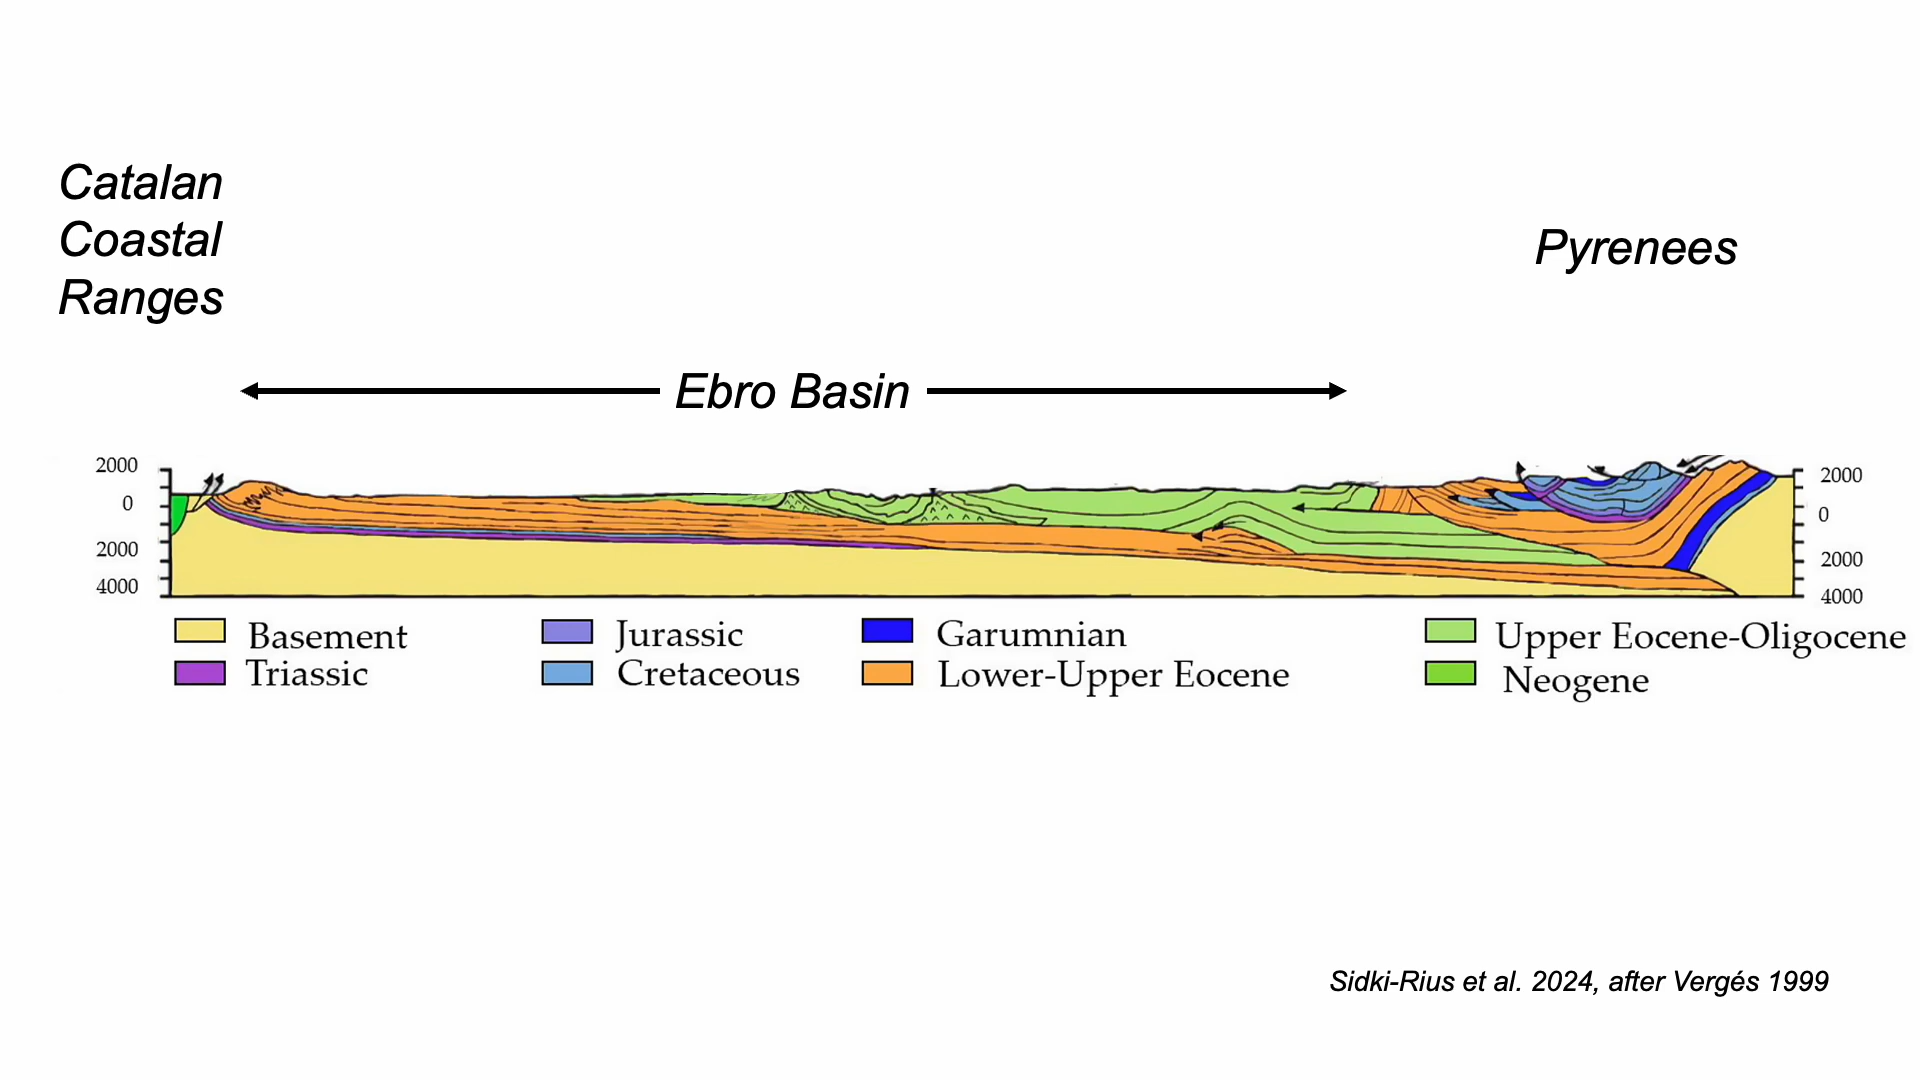 Catalan
Coastal
Ranges
Pyrenees
Ebro Basin
2000
0
2000
4000
2000
0
2000
4000
Basement
Jurassic
Garumnian
Upper Eocene-Oligocene
Triassic
Cretaceous
Lower-Upper Eocene
Neogene
Sidki-Rius et al. 2024, after Vergés 1999